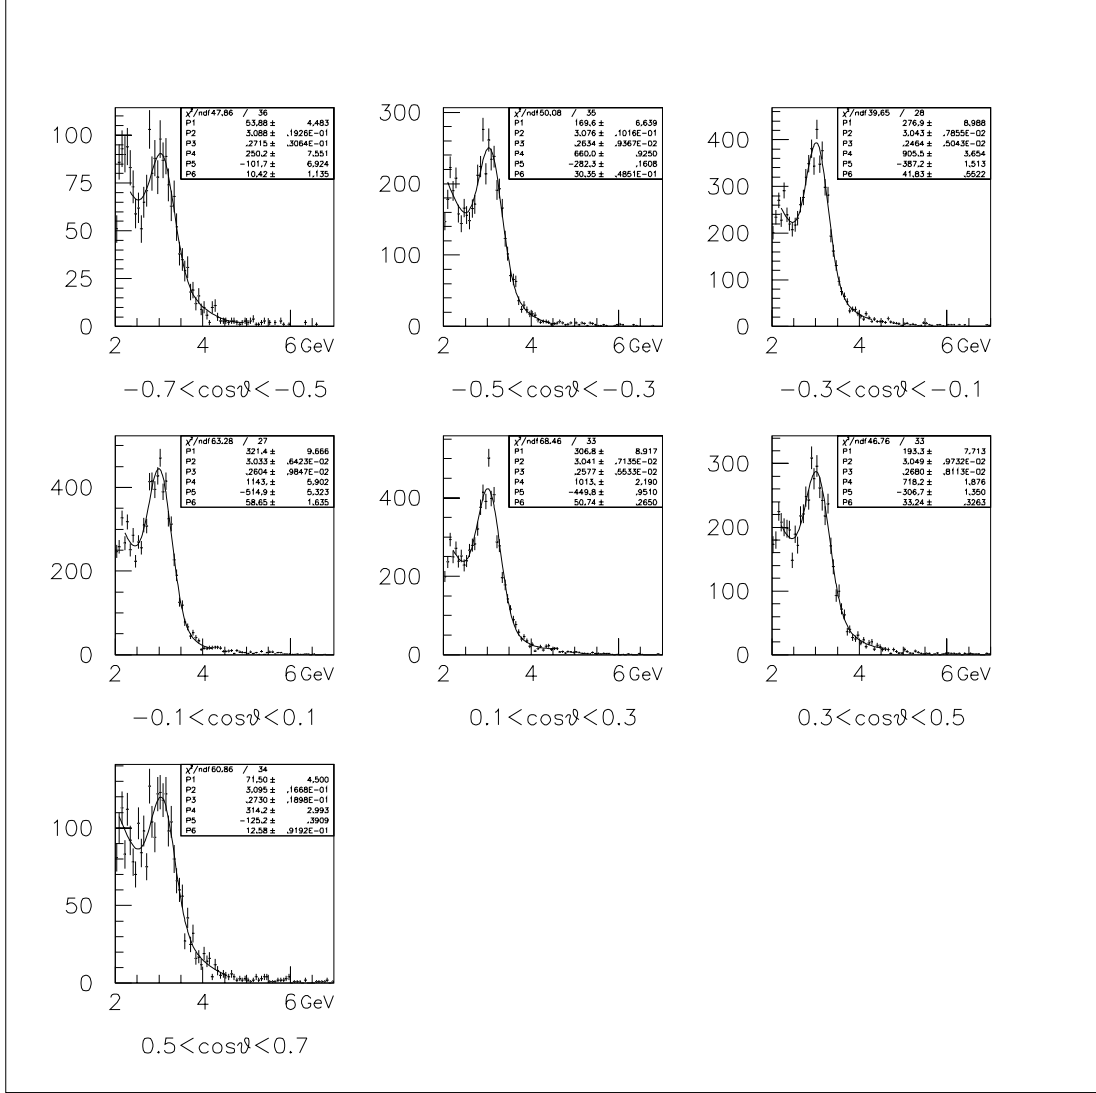 χ²/ndf 47.86 / 36
P1 53.88 ± 4.483
P2 3.088 ± .1926E-01
P3 .2715 ± .3064E-01
P4 250.2 ± 7.551
P5 -101.7 ± 6.924
P6 10.42 ± 1.135
100
75
50
25
0
2 4 6 GeV
−0.7<cosϑ<−0.5
χ²/ndf 50.08 / 35
P1 169.6 ± 6.639
P2 3.076 ± .1016E-01
P3 .2634 ± .9367E-02
P4 660.0 ± .9250
P5 -282.3 ± .1608
P6 30.35 ± .4851E-01
300
200
100
0
2 4 6 GeV
−0.5<cosϑ<−0.3
χ²/ndf 39.65 / 28
P1 276.9 ± 8.988
P2 3.043 ± .7855E-02
P3 .2464 ± .5043E-02
P4 905.5 ± 3.654
P5 -387.2 ± 1.513
P6 41.83 ± .5522
400
300
200
100
0
2 4 6 GeV
−0.3<cosϑ<−0.1
χ²/ndf 63.28 / 27
P1 321.4 ± 9.666
P2 3.033 ± .6423E-02
P3 .2604 ± .9847E-02
P4 1143. ± 5.902
P5 -514.9 ± 5.323
P6 58.65 ± 1.635
400
200
0
2 4 6 GeV
−0.1<cosϑ<0.1
χ²/ndf 68.46 / 33
P1 306.8 ± 8.917
P2 3.041 ± .7135E-02
P3 .2577 ± .5533E-02
P4 1013. ± 2.190
P5 -449.8 ± .9510
P6 50.74 ± .2650
400
200
0
2 4 6 GeV
0.1<cosϑ<0.3
χ²/ndf 46.76 / 33
P1 193.3 ± 7.713
P2 3.049 ± .9732E-02
P3 .2680 ± .8113E-02
P4 718.2 ± 1.876
P5 -306.7 ± 1.350
P6 33.24 ± .3263
300
200
100
0
2 4 6 GeV
0.3<cosϑ<0.5
χ²/ndf 60.86 / 34
P1 71.50 ± 4.500
P2 3.095 ± .1668E-01
P3 .2730 ± .1898E-01
P4 314.2 ± 2.993
P5 -125.2 ± .3909
P6 12.58 ± .9192E-01
100
50
0
2 4 6 GeV
0.5<cosϑ<0.7